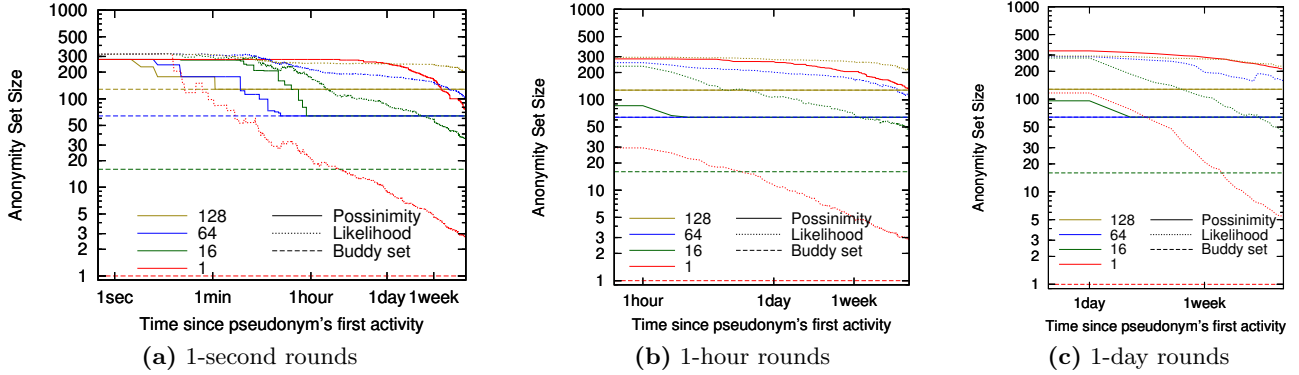 Anonymity Set Size
1000
300
200
100
50
30
20
10
5
3
2
1
128
64
16
1
Possinimity
Likelihood
Buddy set
1sec 1min 1hour 1day 1week
Time since pseudonym's first activity
(a) 1-second rounds
Anonymity Set Size
1000
300
200
100
50
30
20
10
5
3
2
1
128
64
16
1
Possinimity
Likelihood
Buddy set
1hour 1day 1week
Time since pseudonym's first activity
(b) 1-hour rounds
Anonymity Set Size
1000
300
200
100
50
30
20
10
5
3
2
1
128
64
16
1
Possinimity
Likelihood
Buddy set
1day 1week
Time since pseudonym's first activity
(c) 1-day rounds